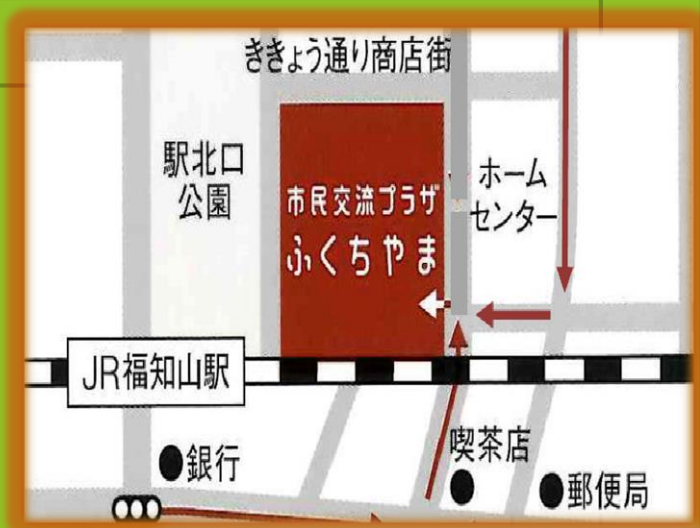 ききょう通り商店街
駅北口
公園
市民交流プラザ
ふくちやま
ホーム
センター
JR福知山駅
銀行
喫茶店
郵便局